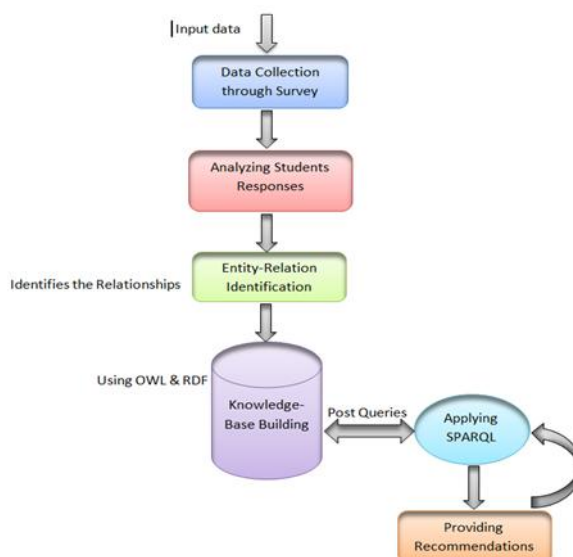 Input data
Data Collection
through Survey
Analyzing Students
Responses
Entity-Relation
Identification
Identifies the Relationships
Using OWL & RDF
Knowledge-
Base Building
Post Queries
Applying
SPARQL
Providing
Recommendations